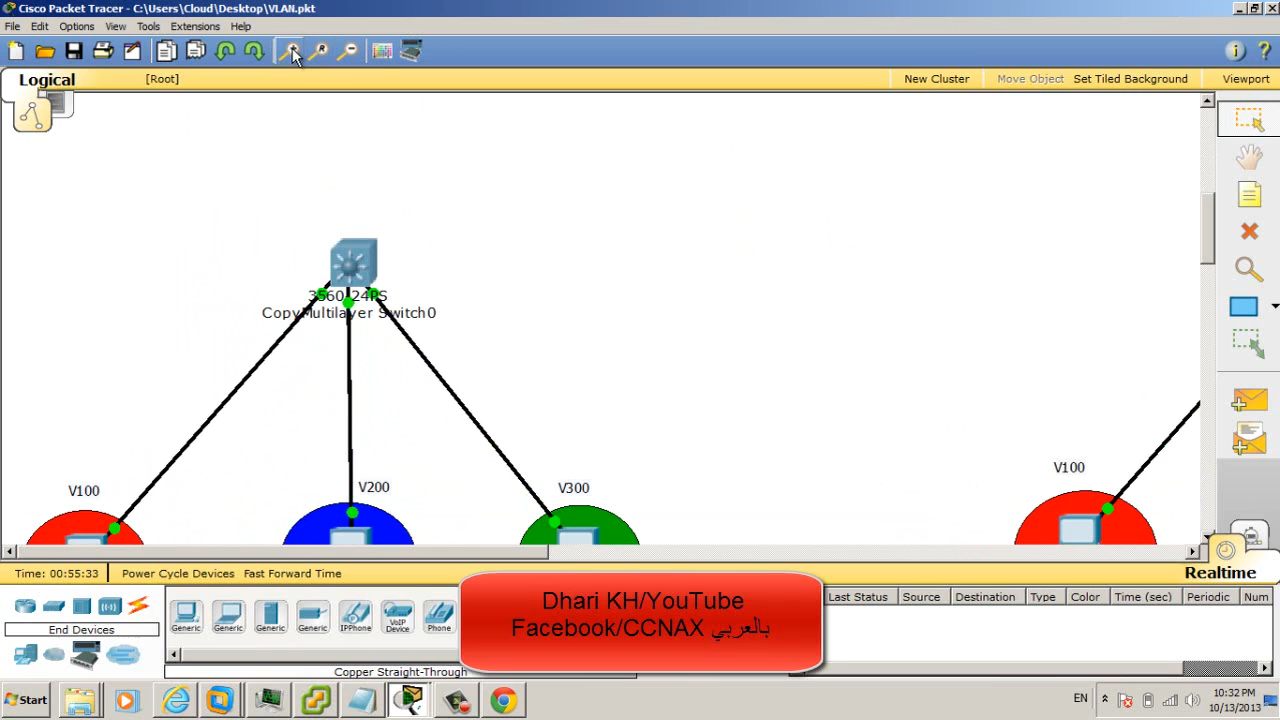 Cisco Packet Tracer - C:\Users\Cloud\Desktop\VLAN.pkt
File Edit Options View Tools Extensions Help
Logical [Root] New Cluster Move Object Set Tiled Background Viewport
3560-24PS
CopyMultilayer Switch0
V100 V200 V300 V100
Time: 00:55:33 Power Cycle Devices Fast Forward Time
Realtime
End Devices
Generic Generic Generic Generic IPPhone VoIP Device Phone
Copper Straight-Through
Dhari KH/YouTube
Facebook/CCNAX بالعربي
Last Status Source Destination Type Color Time (sec) Periodic Num
Start
EN
10:32 PM
10/13/2013